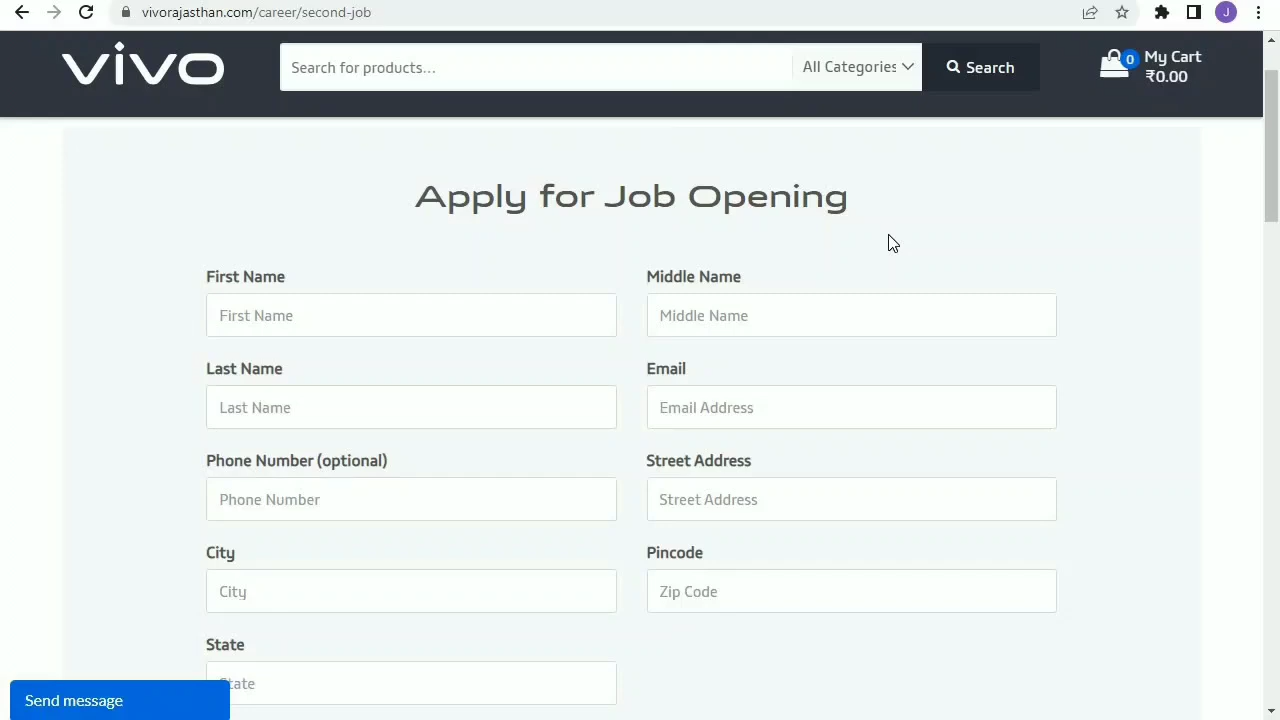 vivorajasthan.com/career/second-job
J
vivo
Search for products...
All Categories
Search
0
My Cart
₹0.00
Apply for Job Opening
First Name
Middle Name
First Name
Middle Name
Last Name
Email
Last Name
Email Address
Phone Number (optional)
Street Address
Phone Number
Street Address
City
Pincode
City
Zip Code
State
State
Send message